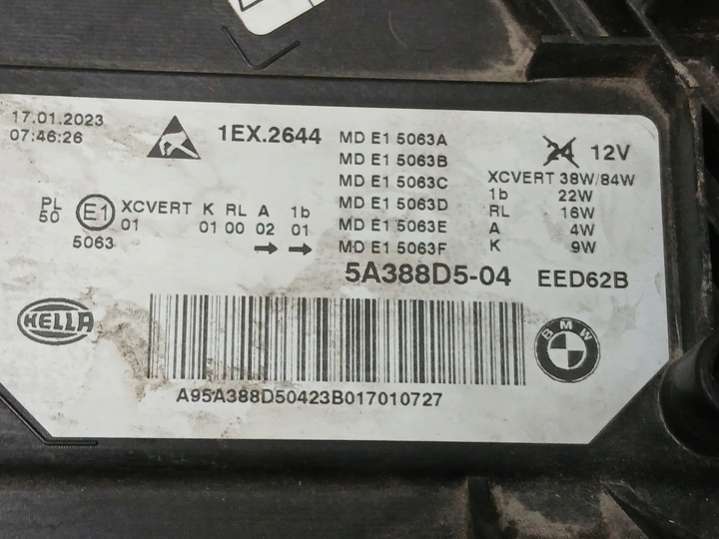 17.01.2023
07:46:26
1EX.2644
MD E1 5063A
MD E1 5063B
MD E1 5063C
MD E1 5063D
MD E1 5063E
MD E1 5063F
24 12V
XCVERT 38W/84W
1b 22W
RL 16W
A 4W
K 9W
PL
50
E1
5063
XCVERT K RL A 1b
01 01 00 02 01
5A388D5-04 EED62B
HELLA
BMW
A95A388D50423B017010727